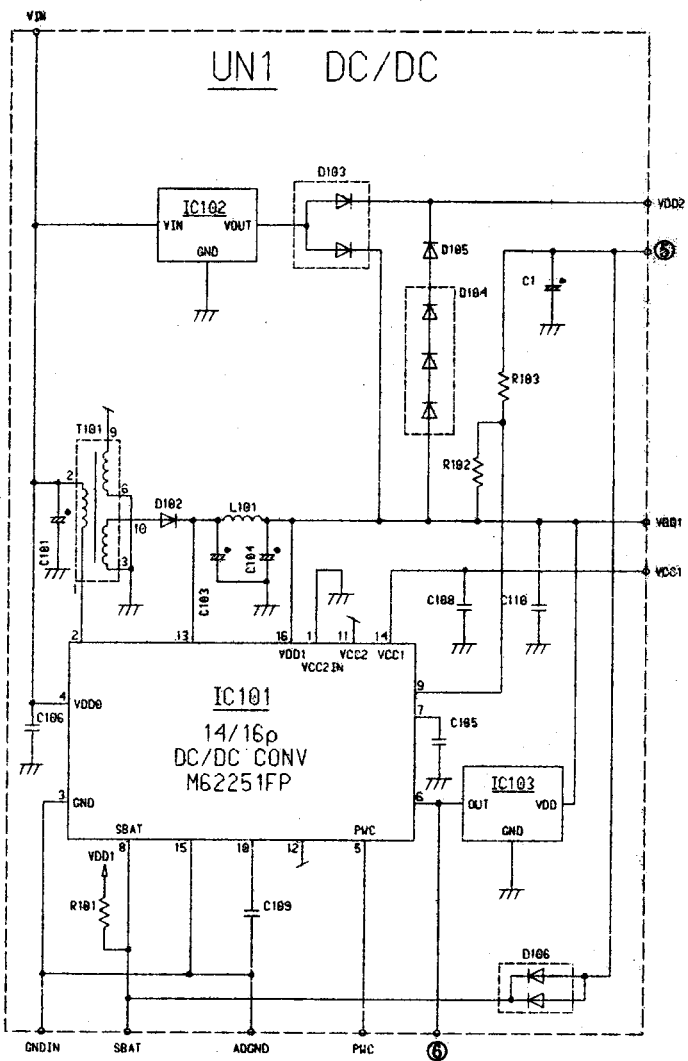 VIN
UN1 DC/DC
D103
IC102
VIN VOUT
GND
VDD2
⑤
D105
C1
D104
R103
T101
9
2
R102
6
D102
L101
10
VDD1
C101
3
C103
C104
VCC1
1
C108
C110
2
13
16
1
11
14
VDD1
VCC2
VCC1
VCC2IN
IC101
9
4
VDD0
14/16p
7
C106
DC/DC CONV
C105
M62251FP
IC103
3
GND
6
OUT
VDD
SBAT
PWC
GND
8
15
10
12
5
VDD1
R101
C109
D106
GNDIN
SBAT
ADGND
PWC
⑥